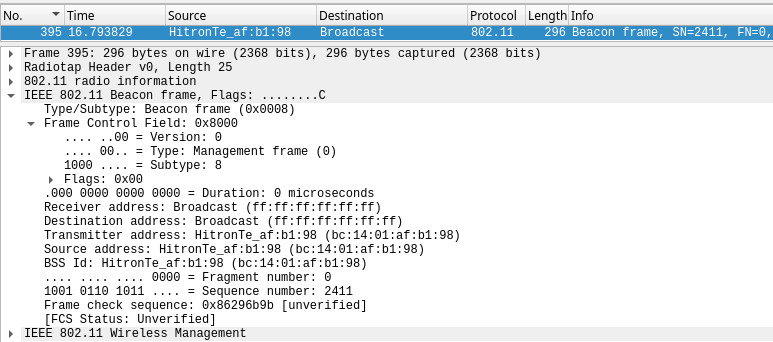 No. Time Source Destination Protocol Length Info
395 16.793829 HitronTe_af:b1:98 Broadcast 802.11 296 Beacon frame, SN=2411, FN=0,
Frame 395: 296 bytes on wire (2368 bits), 296 bytes captured (2368 bits)
Radiotap Header v0, Length 25
802.11 radio information
IEEE 802.11 Beacon frame, Flags: ........C
Type/Subtype: Beacon frame (0x0008)
Frame Control Field: 0x8000
.... ..00 = Version: 0
.... 00.. = Type: Management frame (0)
1000 .... = Subtype: 8
Flags: 0x00
.000 0000 0000 0000 = Duration: 0 microseconds
Receiver address: Broadcast (ff:ff:ff:ff:ff:ff)
Destination address: Broadcast (ff:ff:ff:ff:ff:ff)
Transmitter address: HitronTe_af:b1:98 (bc:14:01:af:b1:98)
Source address: HitronTe_af:b1:98 (bc:14:01:af:b1:98)
BSS Id: HitronTe_af:b1:98 (bc:14:01:af:b1:98)
.... .... .... 0000 = Fragment number: 0
1001 0110 1011 .... = Sequence number: 2411
Frame check sequence: 0x86296b9b [unverified]
[FCS Status: Unverified]
IEEE 802.11 Wireless Management